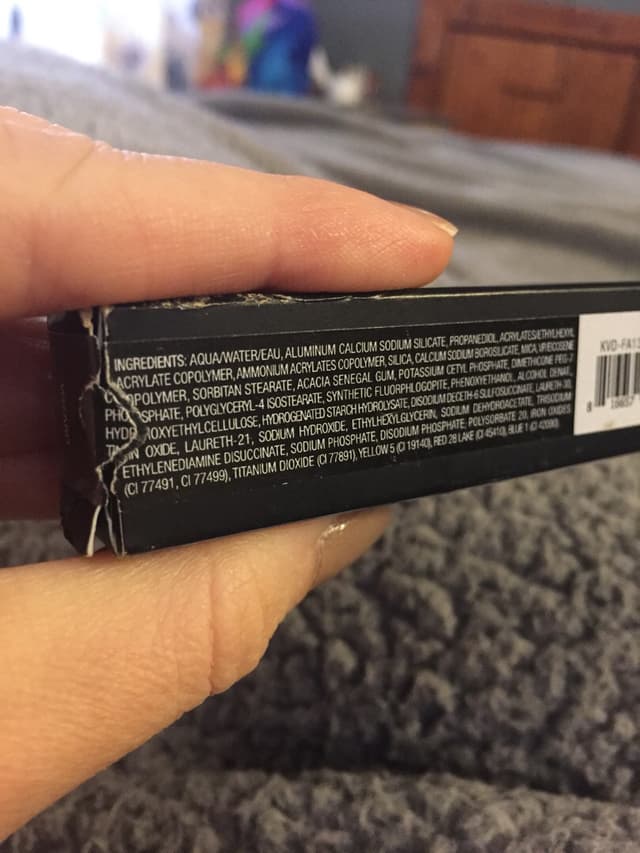 INGREDIENTS: AQUA/WATER/EAU, ALUMINUM CALCIUM SODIUM SILICATE, PROPANEDIOL, ACRYLATES/ETHYLHEXYL
ACRYLATE COPOLYMER, AMMONIUM ACRYLATES COPOLYMER, SILICA, CALCIUM SODIUM BOROSILICATE, MICA, VP/EICOSENE
COPOLYMER, SORBITAN STEARATE, ACACIA SENEGAL GUM, POTASSIUM CETYL PHOSPHATE, DIMETHICONE PEG-7
PHOSPHATE, POLYGLYCERYL-4 ISOSTEARATE, SYNTHETIC FLUORPHLOGOPITE, PHENOXYETHANOL, ALCOHOL DENAT.,
HYDROXYETHYLCELLULOSE, HYDROGENATED STARCH HYDROLYSATE, DISODIUM DECETH-6 SULFOSUCCINATE, LAURETH-30,
TIN OXIDE, LAURETH-21, SODIUM HYDROXIDE, ETHYLHEXYLGLYCERIN, SODIUM DEHYDROACETATE, TRISODIUM
ETHYLENEDIAMINE DISUCCINATE, SODIUM PHOSPHATE, DISODIUM PHOSPHATE, POLYSORBATE 20, IRON OXIDES
(CI 77491, CI 77499), TITANIUM DIOXIDE (CI 77891), YELLOW 5 (CI 19140), RED 28 LAKE (CI 45410), BLUE 1 (CI 42090).
KVD-FA13
8